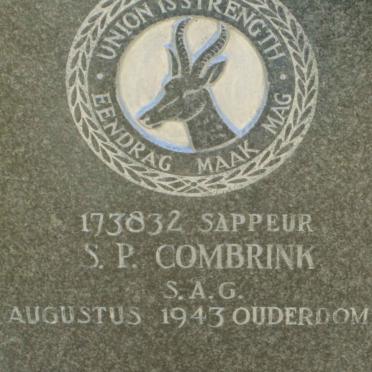 · UNION IS STRENGTH ·
EENDRAG MAAK MAG
173832 SAPPEUR
S. P. COMBRINK
S.A.G.
AUGUSTUS 1943 OUDERDOM